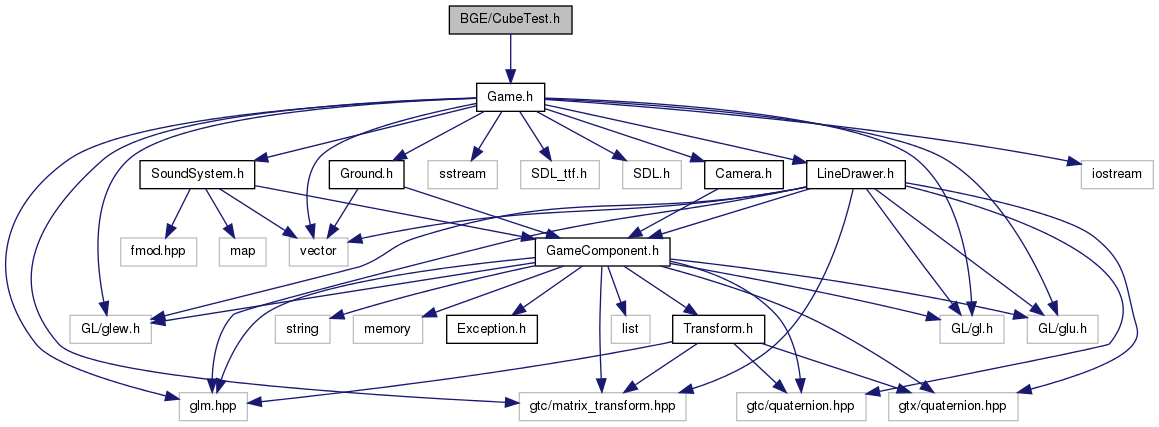 BGE/CubeTest.h
Game.h
SoundSystem.h
Ground.h
sstream
SDL_ttf.h
SDL.h
Camera.h
LineDrawer.h
iostream
fmod.hpp
map
vector
GameComponent.h
GL/glew.h
string
memory
Exception.h
list
Transform.h
GL/gl.h
GL/glu.h
glm.hpp
gtc/matrix_transform.hpp
gtc/quaternion.hpp
gtx/quaternion.hpp